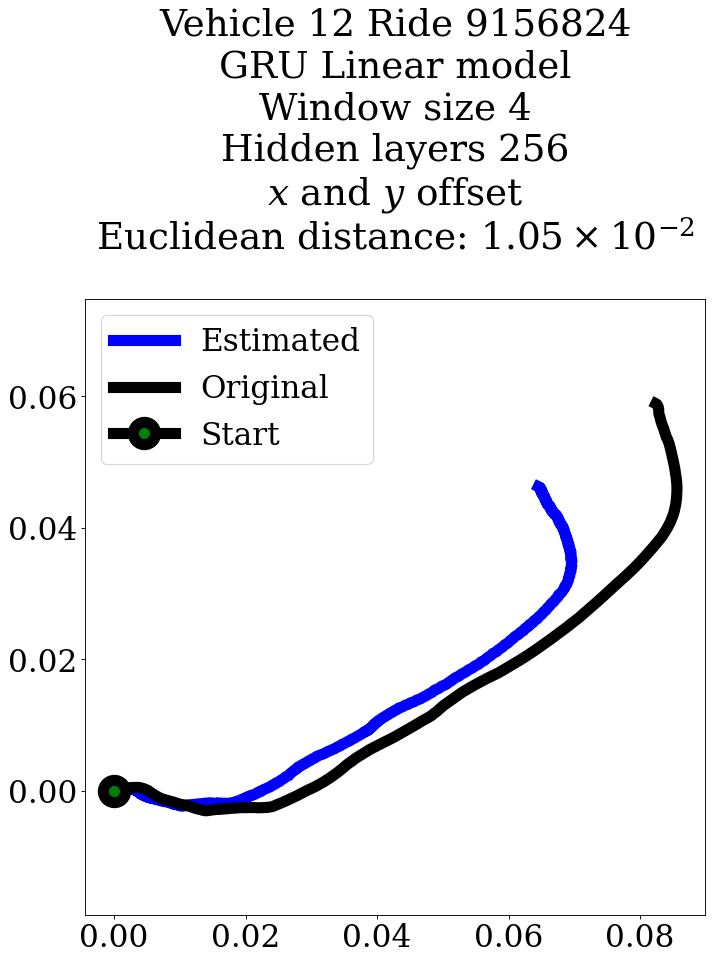 Vehicle 12 Ride 9156824
GRU Linear model
Window size 4
Hidden layers 256
x and y offset
Euclidean distance: 1.05 × 10⁻²
Estimated
Original
Start
0.06
0.04
0.02
0.00
0.00 0.02 0.04 0.06 0.08